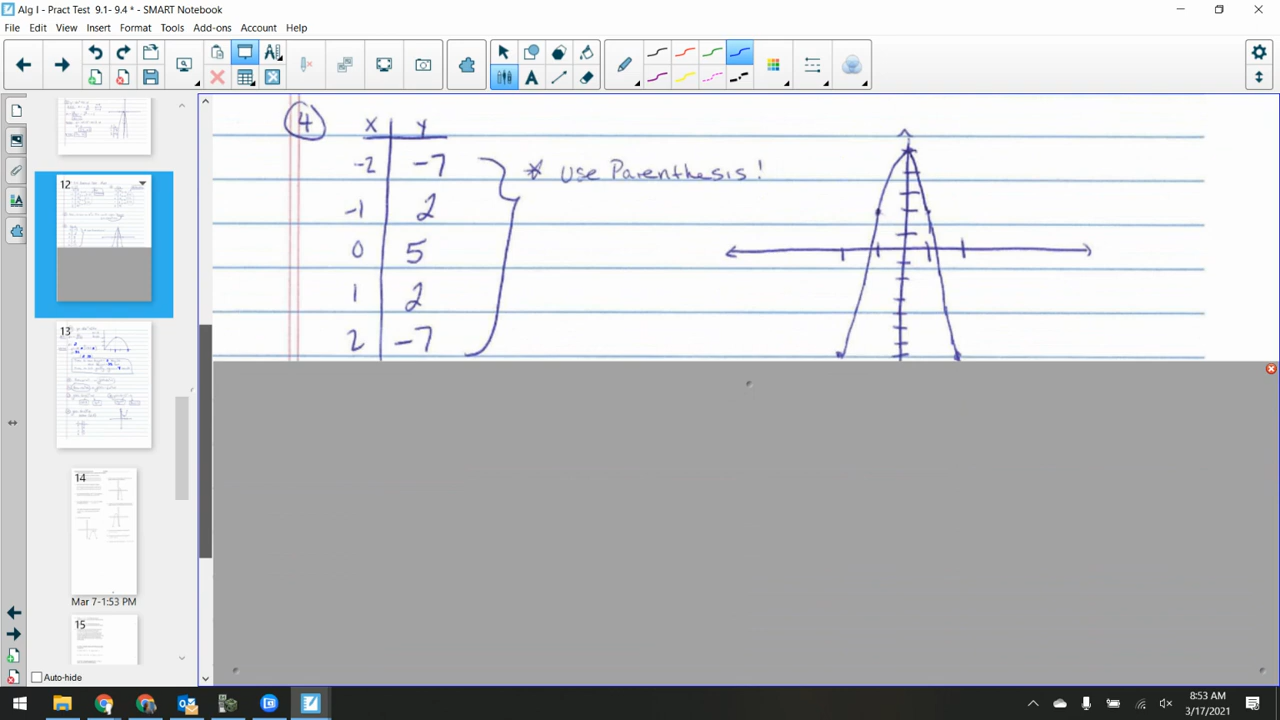 Alg I - Pract Test 9.1- 9.4 * - SMART Notebook
File Edit View Insert Format Tools Add-ons Account Help
4
x y
-2 -7
-1 2
0 5
1 2
2 -7
* Use Parenthesis!
12
13
14
Mar 7-1:53 PM
15
Auto-hide
8:53 AM
3/17/2021